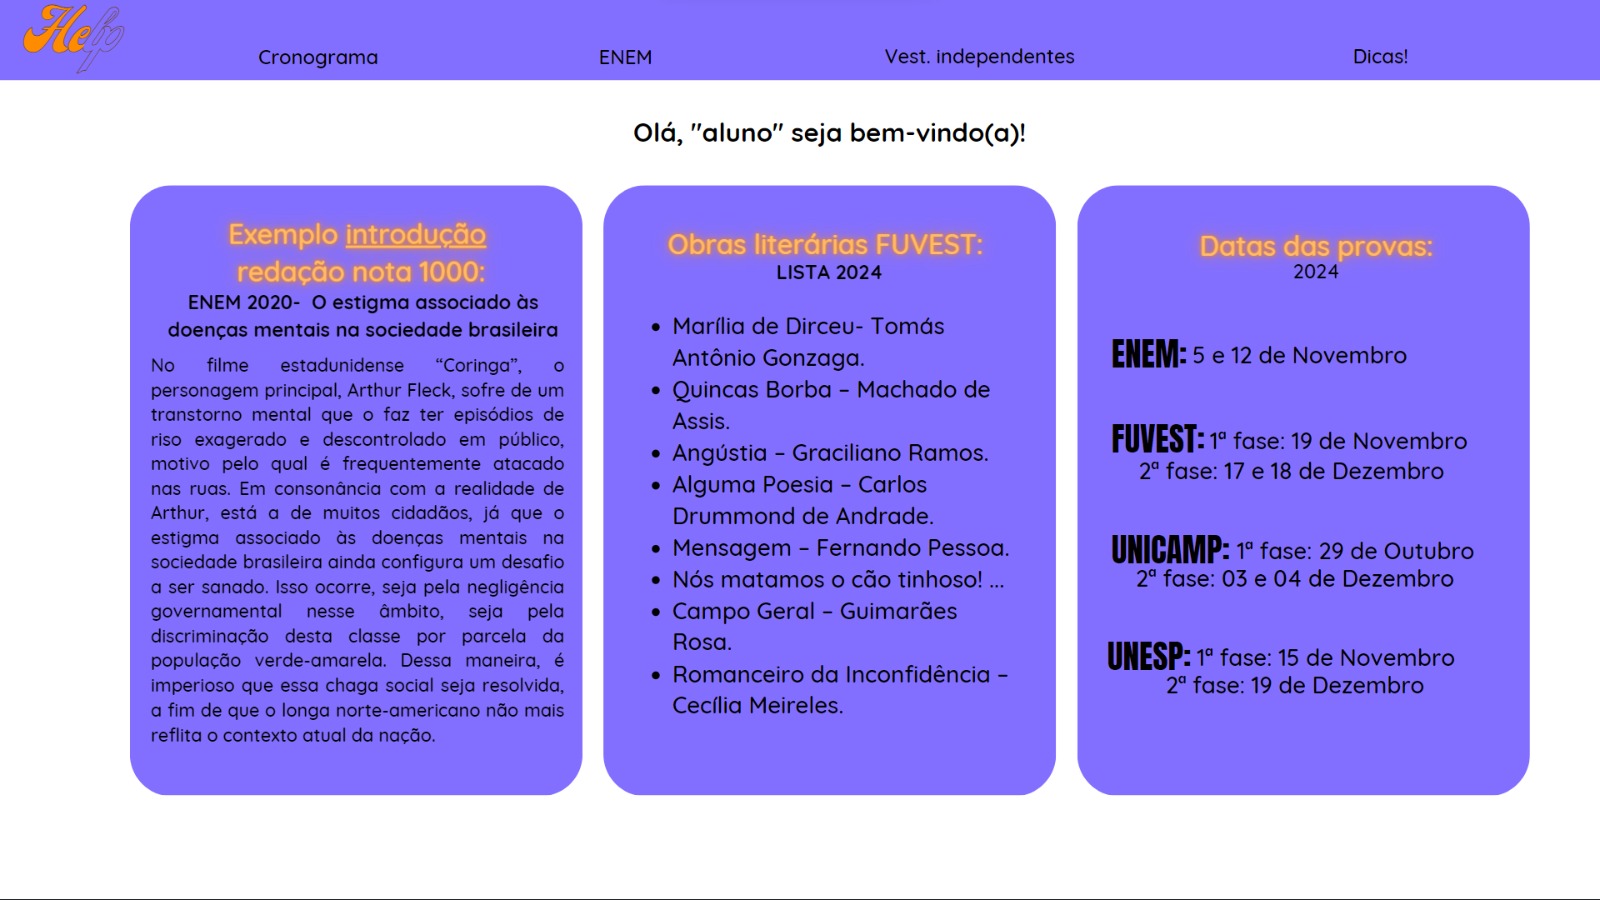 Help
Cronograma
ENEM
Vest. independentes
Dicas!
Olá, "aluno" seja bem-vindo(a)!
Exemplo introdução
redação nota 1000:
ENEM 2020- O estigma associado às
doenças mentais na sociedade brasileira
No filme estadunidense “Coringa”, o
personagem principal, Arthur Fleck, sofre de um
transtorno mental que o faz ter episódios de
riso exagerado e descontrolado em público,
motivo pelo qual é frequentemente atacado
nas ruas. Em consonância com a realidade de
Arthur, está a de muitos cidadãos, já que o
estigma associado às doenças mentais na
sociedade brasileira ainda configura um desafio
a ser sanado. Isso ocorre, seja pela negligência
governamental nesse âmbito, seja pela
discriminação desta classe por parcela da
população verde-amarela. Dessa maneira, é
imperioso que essa chaga social seja resolvida,
a fim de que o longa norte-americano não mais
reflita o contexto atual da nação.
Obras literárias FUVEST:
LISTA 2024
• Marília de Dirceu- Tomás
Antônio Gonzaga.
• Quincas Borba – Machado de
Assis.
• Angústia – Graciliano Ramos.
• Alguma Poesia – Carlos
Drummond de Andrade.
• Mensagem – Fernando Pessoa.
• Nós matamos o cão tinhoso! ...
• Campo Geral – Guimarães
Rosa.
• Romanceiro da Inconfidência –
Cecília Meireles.
Datas das provas:
2024
ENEM: 5 e 12 de Novembro
FUVEST: 1ª fase: 19 de Novembro
2ª fase: 17 e 18 de Dezembro
UNICAMP: 1ª fase: 29 de Outubro
2ª fase: 03 e 04 de Dezembro
UNESP: 1ª fase: 15 de Novembro
2ª fase: 19 de Dezembro